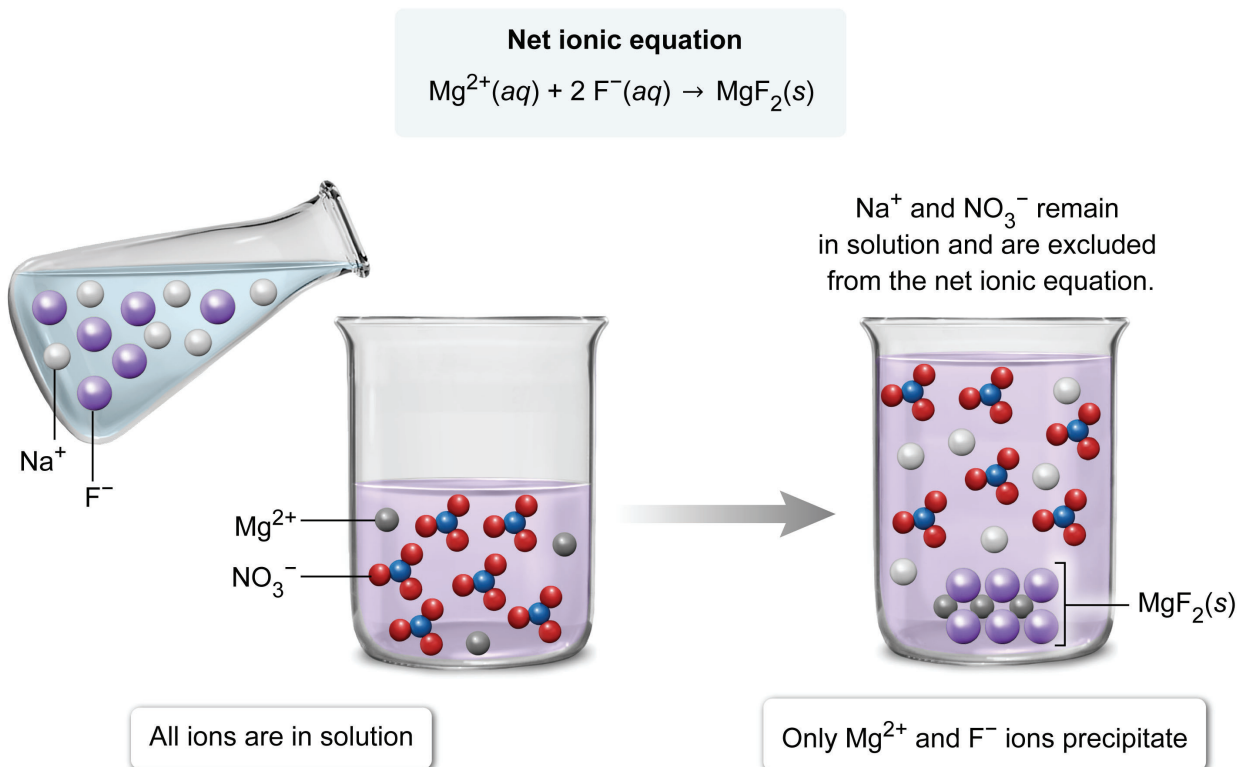 Net ionic equation
Mg²⁺(aq) + 2 F⁻(aq) → MgF₂(s)
Na⁺ and NO₃⁻ remain
in solution and are excluded
from the net ionic equation.
Na⁺
F⁻
Mg²⁺
NO₃⁻
MgF₂(s)
All ions are in solution
Only Mg²⁺ and F⁻ ions precipitate